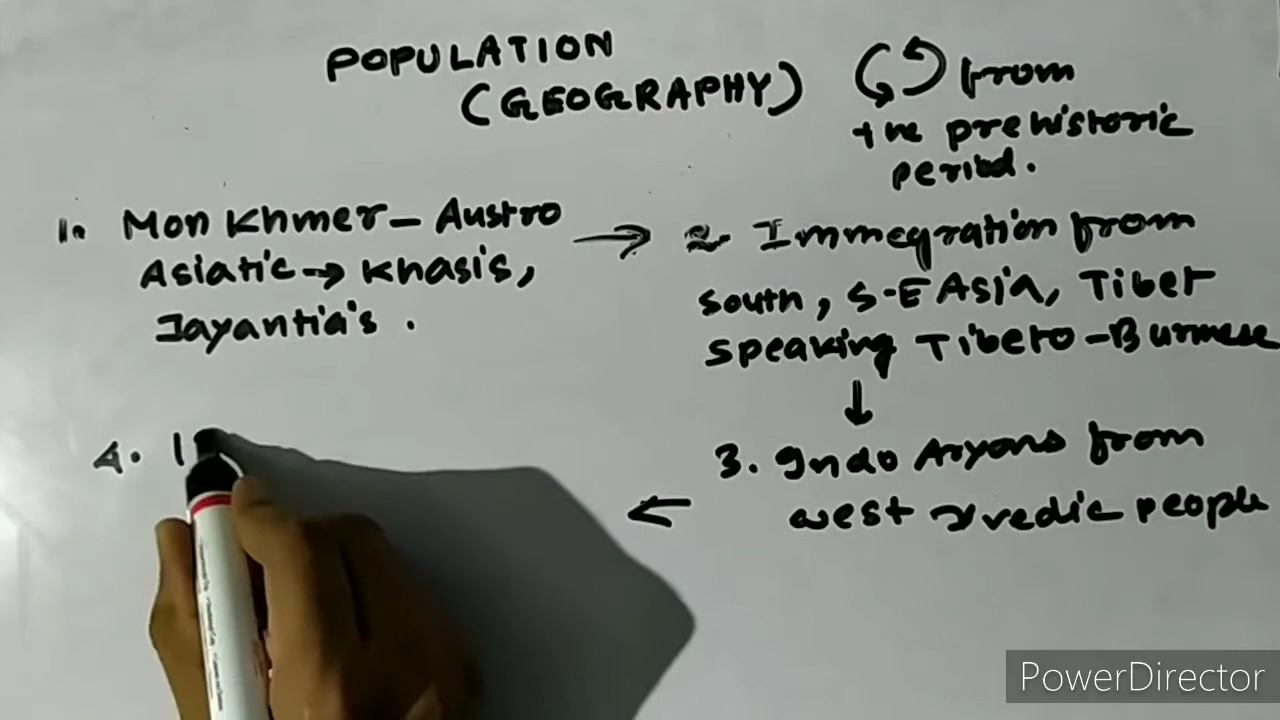 POPULATION
(GEOGRAPHY)
from
the prehistoric
period.
1. Mon Khmer - Austro
Asiatic → Khasis,
Jayantia's.
→ 2. Immegration from
South, S-E Asia, Tibet
speaking Tibeto-Burmese
↓
3. Indo Aryons from
west & vedic people
←
4. I
PowerDirector